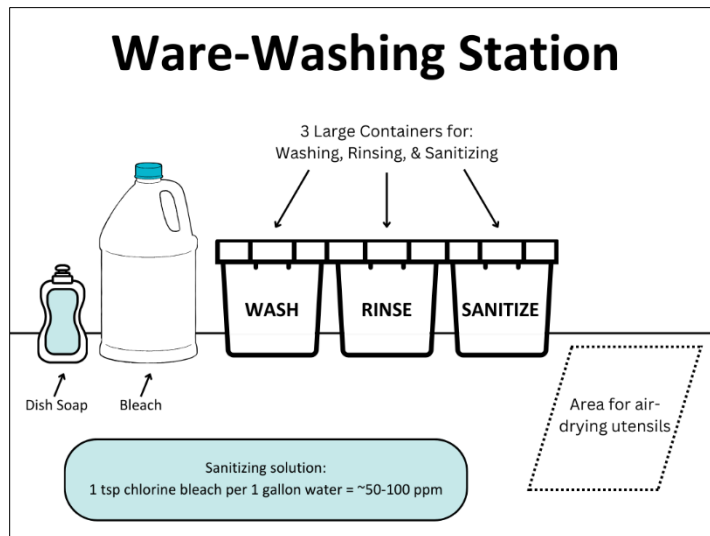 Ware-Washing Station
3 Large Containers for:
Washing, Rinsing, & Sanitizing
WASH
RINSE
SANITIZE
Dish Soap
Bleach
Area for air-
drying utensils
Sanitizing solution:
1 tsp chlorine bleach per 1 gallon water = ~50-100 ppm